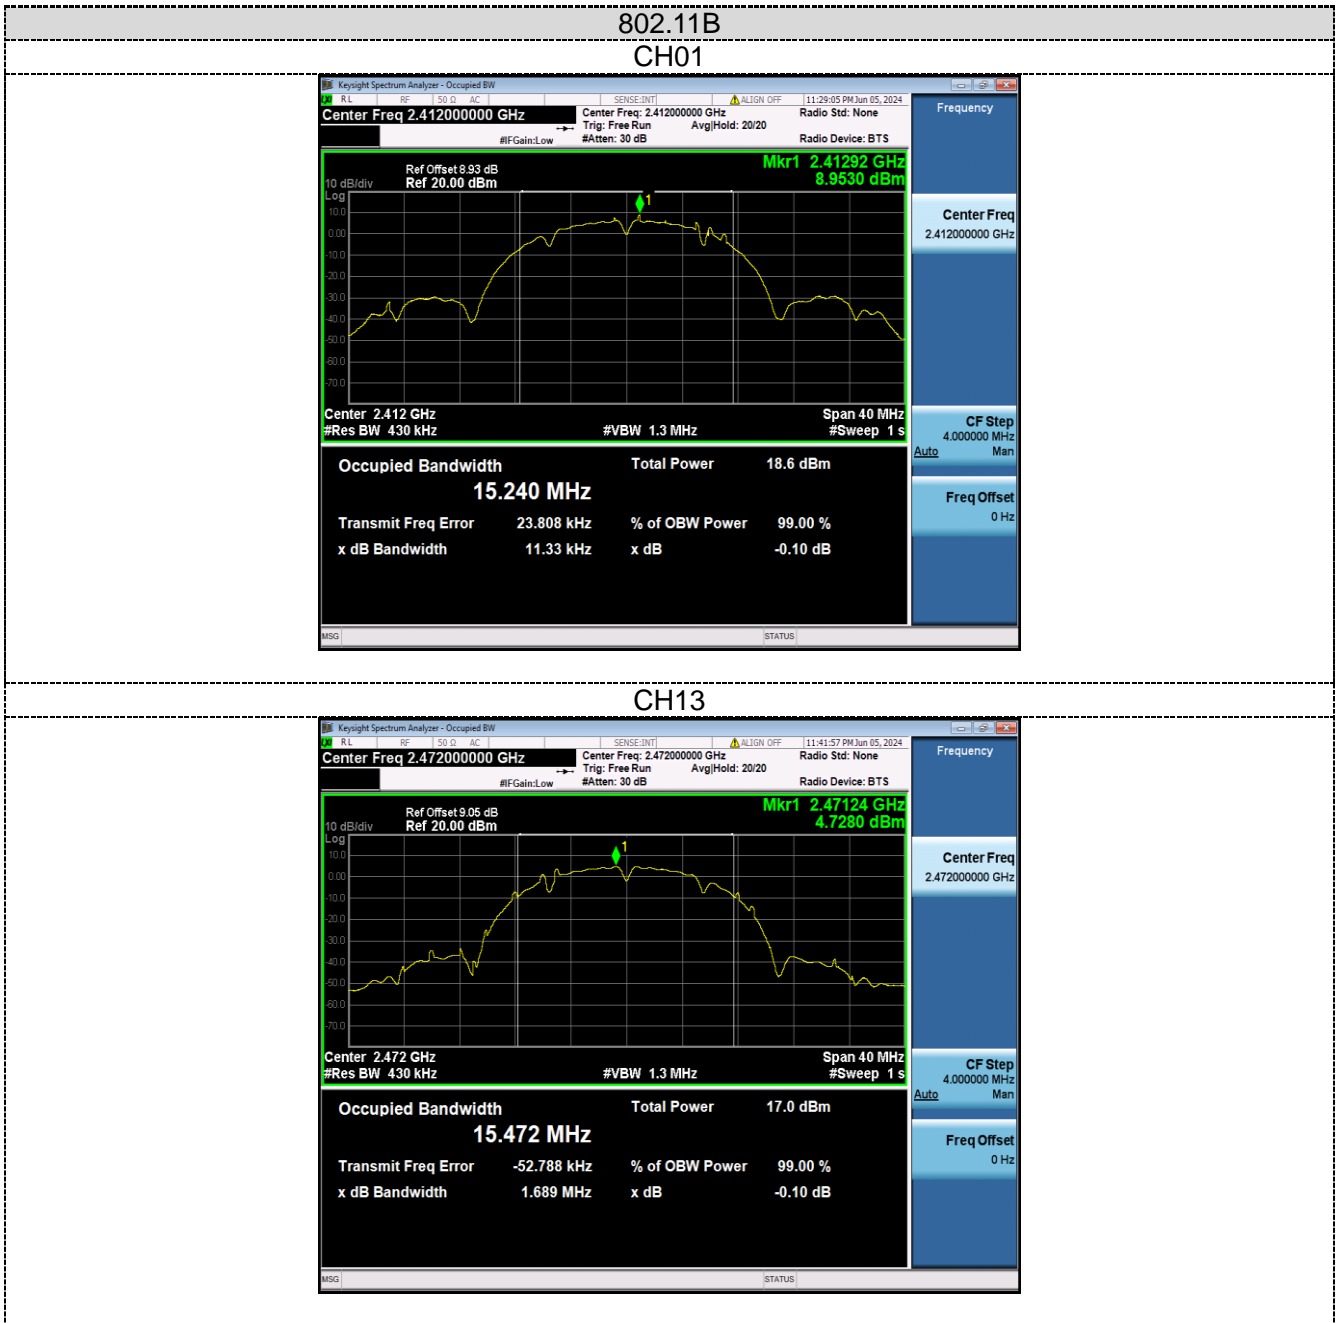 802.11B
CH01
Keysight Spectrum Analyzer - Occupied BW
LXI RL RF 50 Ω AC SENSE:INT ALIGN OFF 11:29:05 PM Jun 05, 2024
Center Freq 2.412000000 GHz
Center Freq: 2.412000000 GHz
Radio Std: None
Trig: Free Run Avg|Hold: 20/20
#IFGain:Low #Atten: 30 dB Radio Device: BTS
Frequency
Mkr1 2.41292 GHz
8.9530 dBm
Ref Offset 8.93 dB
10 dB/div Ref 20.00 dBm
Log
10.0
0.00
-10.0
-20.0
-30.0
-40.0
-50.0
-60.0
-70.0
1
Center 2.412 GHz Span 40 MHz
#Res BW 430 kHz #VBW 1.3 MHz #Sweep 1 s
Center Freq
2.412000000 GHz
CF Step
4.000000 MHz
Auto Man
Freq Offset
0 Hz
Occupied Bandwidth Total Power 18.6 dBm
15.240 MHz
Transmit Freq Error 23.808 kHz % of OBW Power 99.00 %
x dB Bandwidth 11.33 kHz x dB -0.10 dB
MSG STATUS
CH13
Keysight Spectrum Analyzer - Occupied BW
LXI RL RF 50 Ω AC SENSE:INT ALIGN OFF 11:41:57 PM Jun 05, 2024
Center Freq 2.472000000 GHz
Center Freq: 2.472000000 GHz
Radio Std: None
Trig: Free Run Avg|Hold: 20/20
#IFGain:Low #Atten: 30 dB Radio Device: BTS
Frequency
Mkr1 2.47124 GHz
4.7280 dBm
Ref Offset 9.05 dB
10 dB/div Ref 20.00 dBm
Log
10.0
0.00
-10.0
-20.0
-30.0
-40.0
-50.0
-60.0
-70.0
1
Center 2.472 GHz Span 40 MHz
#Res BW 430 kHz #VBW 1.3 MHz #Sweep 1 s
Center Freq
2.472000000 GHz
CF Step
4.000000 MHz
Auto Man
Freq Offset
0 Hz
Occupied Bandwidth Total Power 17.0 dBm
15.472 MHz
Transmit Freq Error -52.788 kHz % of OBW Power 99.00 %
x dB Bandwidth 1.689 MHz x dB -0.10 dB
MSG STATUS